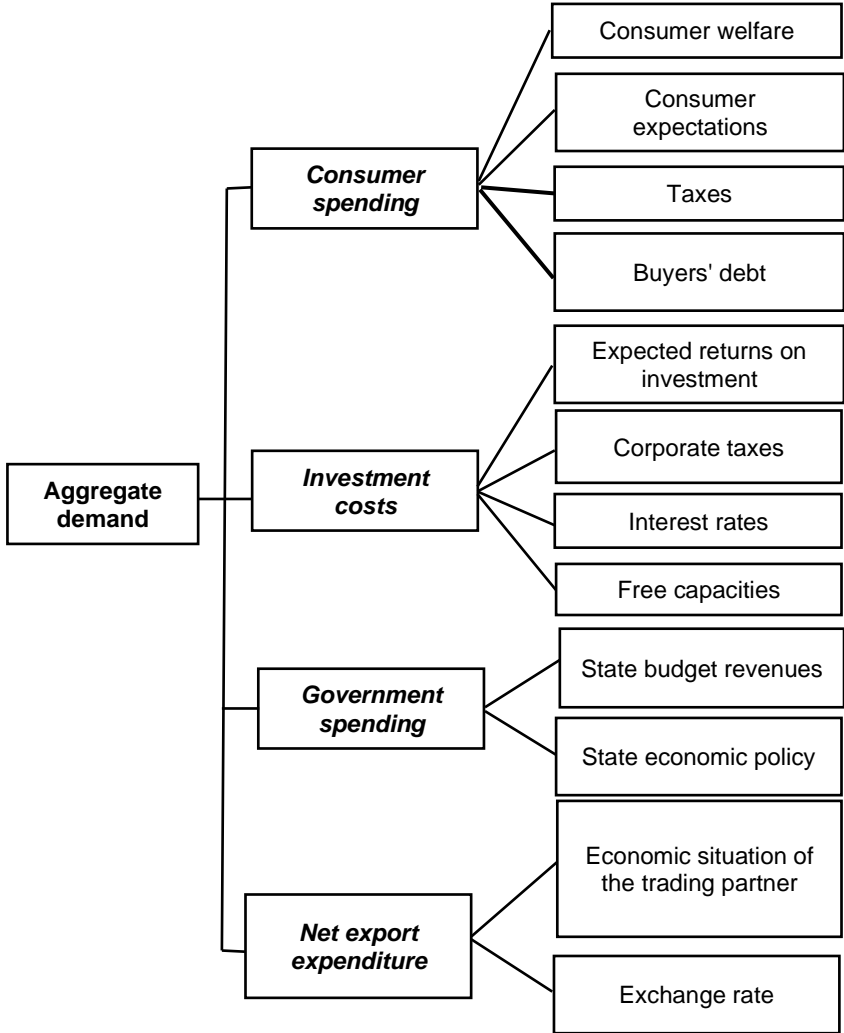 Consumer welfare
Consumer
expectations
Consumer
spending
Taxes
Buyers' debt
Expected returns on
investment
Corporate taxes
Aggregate
demand
Investment
costs
Interest rates
Free capacities
State budget revenues
Government
spending
State economic policy
Economic situation of
the trading partner
Net export
expenditure
Exchange rate